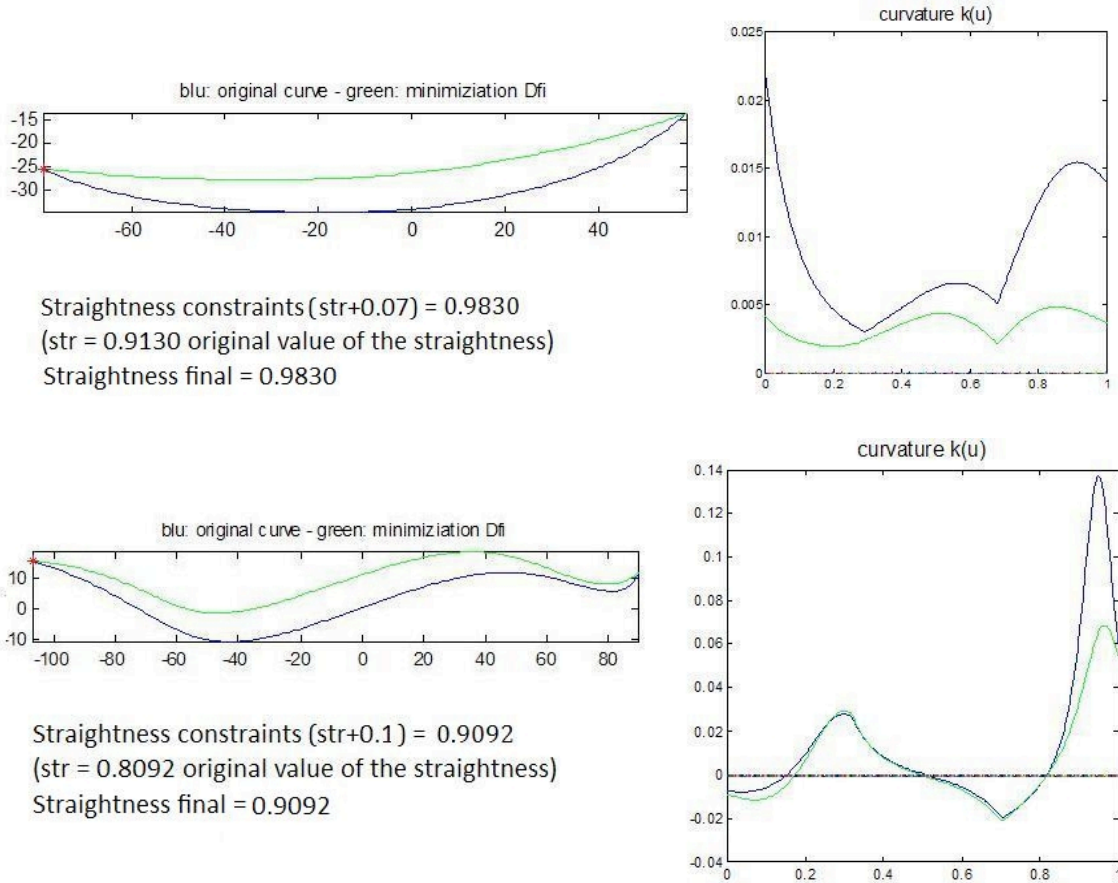 curvature k(u)
0.025
0.02
0.015
0.01
0.005
0
0 0.2 0.4 0.6 0.8 1
blu: original curve - green: minimiziation Dfi
-15
-20
-25
-30
-60 -40 -20 0 20 40
Straightness constraints (str+0.07) = 0.9830
(str = 0.9130 original value of the straightness)
Straightness final = 0.9830
curvature k(u)
0.14
0.12
0.1
0.08
0.06
0.04
0.02
0
-0.02
-0.04
0 0.2 0.4 0.6 0.8 1
blu: original curve - green: minimiziation Dfi
10
0
-10
-100 -80 -60 -40 -20 0 20 40 60 80
Straightness constraints (str+0.1) = 0.9092
(str = 0.8092 original value of the straightness)
Straightness final = 0.9092